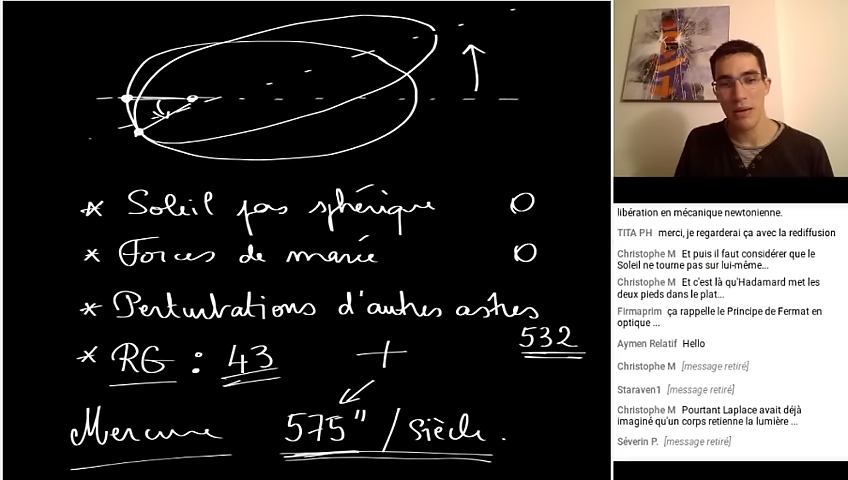 * Soleil pas sphérique 0
* Forces de marée 0
* Perturbations d'autres astres
532
* RG : 43 +
Mercure 575" / siècle.
libération en mécanique newtonienne.
TITA PH merci, je regarderai ça avec la rediffusion
Christophe M Et puis il faut considérer que le
Soleil ne tourne pas sur lui-même...
Christophe M Et c'est là qu'Hadamard met les
deux pieds dans le plat...
Firmaprim ça rappelle le Principe de Fermat en
optique ...
Aymen Relatif Hello
Christophe M [message retiré]
Staraven1 [message retiré]
Christophe M Pourtant Laplace avait déjà
imaginé qu'un corps retienne la lumière ...
Séverin P. [message retiré]